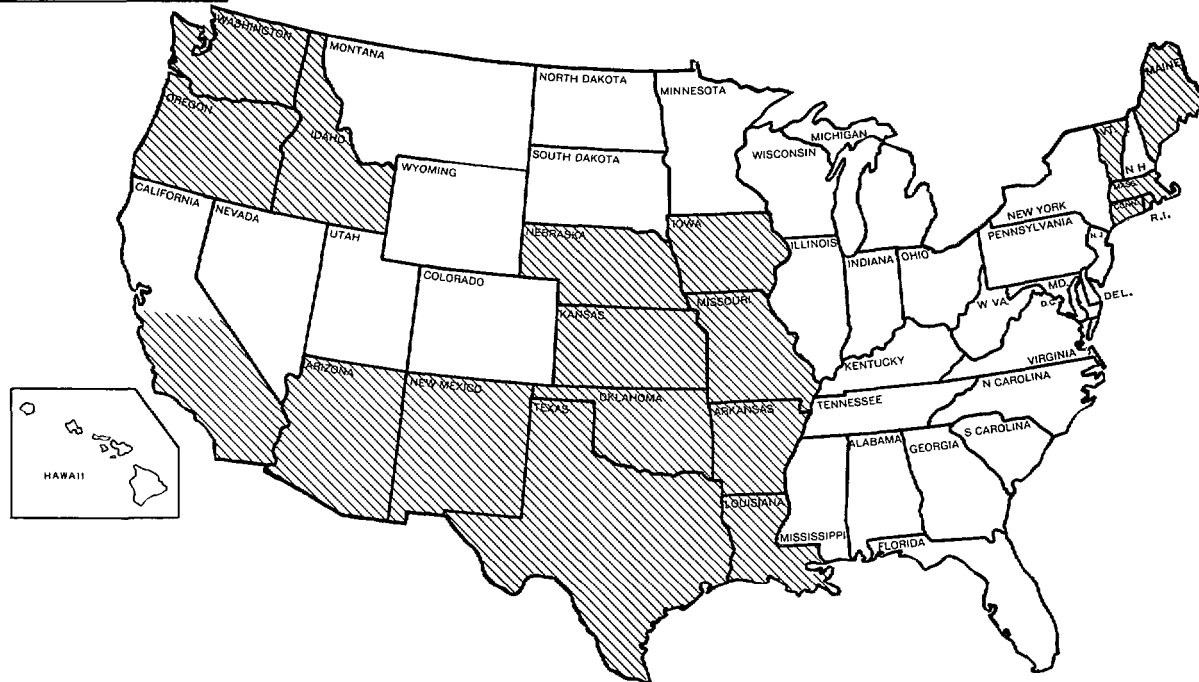 WASHINGTON
MONTANA
NORTH DAKOTA
MINNESOTA
MAINE
OREGON
IDAHO
MICHIGAN
VT.
WISCONSIN
SOUTH DAKOTA
N H
WYOMING
MASS.
CALIFORNIA
NEVADA
CONN.
NEW YORK
R.I.
IOWA
PENNSYLVANIA
NEBRASKA
UTAH
N.J.
ILLINOIS
INDIANA
OHIO
COLORADO
MD.
DEL.
W VA.
D.C.
MISSOURI
KANSAS
VIRGINIA
KENTUCKY
ARIZONA
NEW MEXICO
N CAROLINA
OKLAHOMA
TENNESSEE
TEXAS
ARKANSAS
S CAROLINA
ALABAMA
GEORGIA
HAWAII
LOUISIANA
MISSISSIPPI
FLORIDA